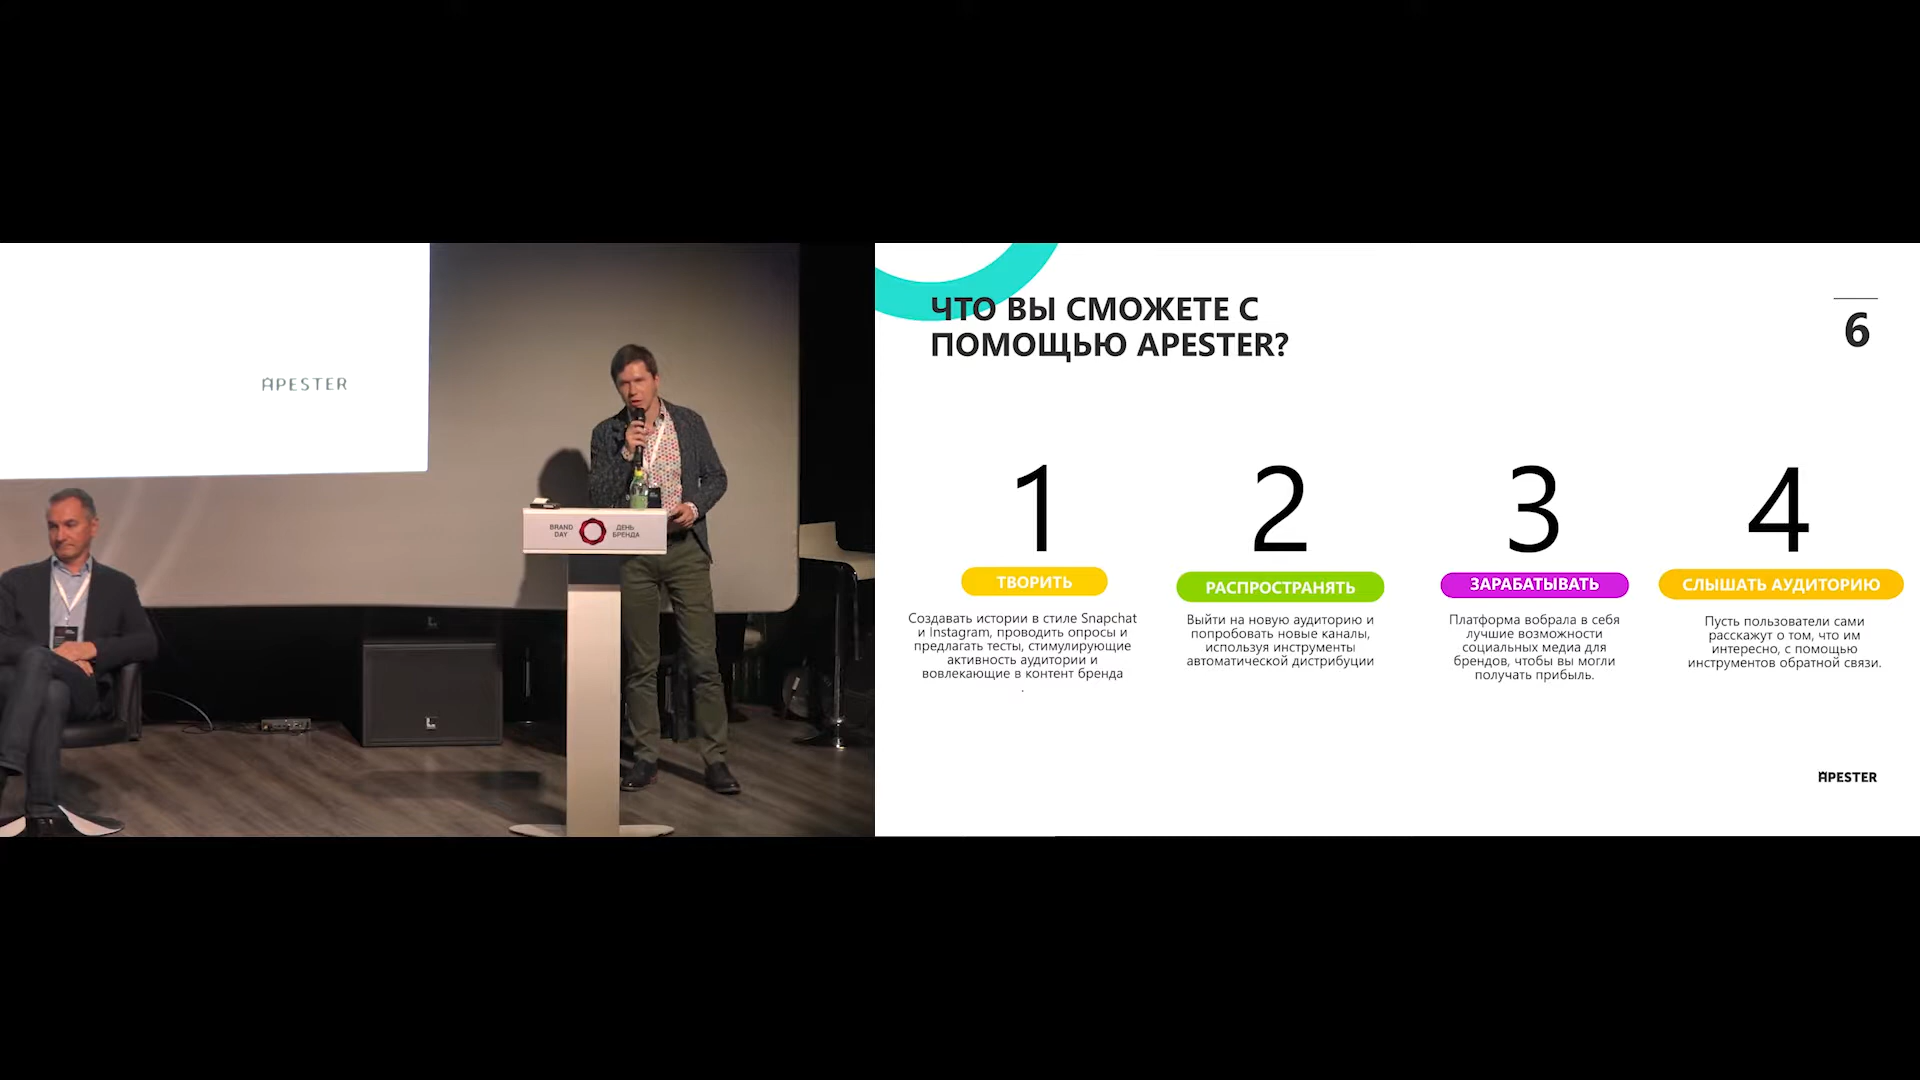 APESTER
BRAND
DAY
ДЕНЬ
БРЕНДА
ЧТО ВЫ СМОЖЕТЕ С
ПОМОЩЬЮ APESTER?
6
1
ТВОРИТЬ
Создавать истории в стиле Snapchat
и Instagram, проводить опросы и
предлагать тесты, стимулирующие
активность аудитории и
вовлекающие в контент бренда
.
2
РАСПРОСТРАНЯТЬ
Выйти на новую аудиторию и
попробовать новые каналы,
используя инструменты
автоматической дистрибуции
3
ЗАРАБАТЫВАТЬ
Платформа вобрала в себя
лучшие возможности
социальных медиа для
брендов, чтобы вы могли
получать прибыль.
4
СЛЫШАТЬ АУДИТОРИЮ
Пусть пользователи сами
расскажут о том, что им
интересно, с помощью
инструментов обратной связи.
APESTER